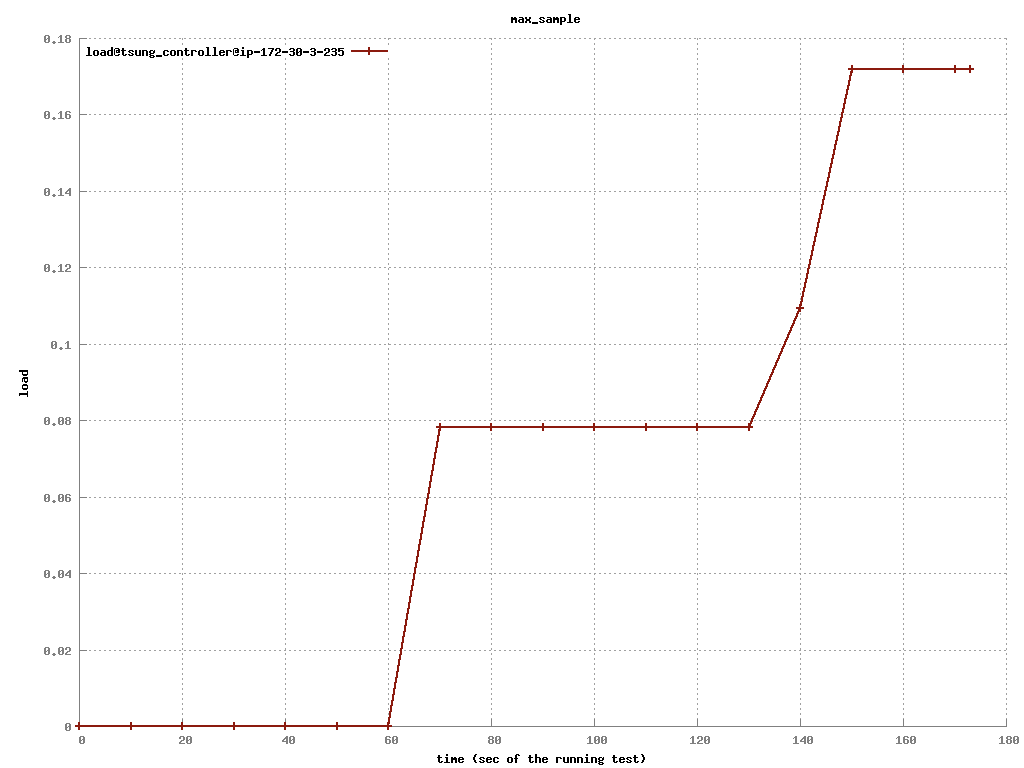 max_sample
load@tsung_controller@ip-172-30-3-235
0.18
0.16
0.14
0.12
0.1
0.08
0.06
0.04
0.02
0
load
0 20 40 60 80 100 120 140 160 180
time (sec of the running test)